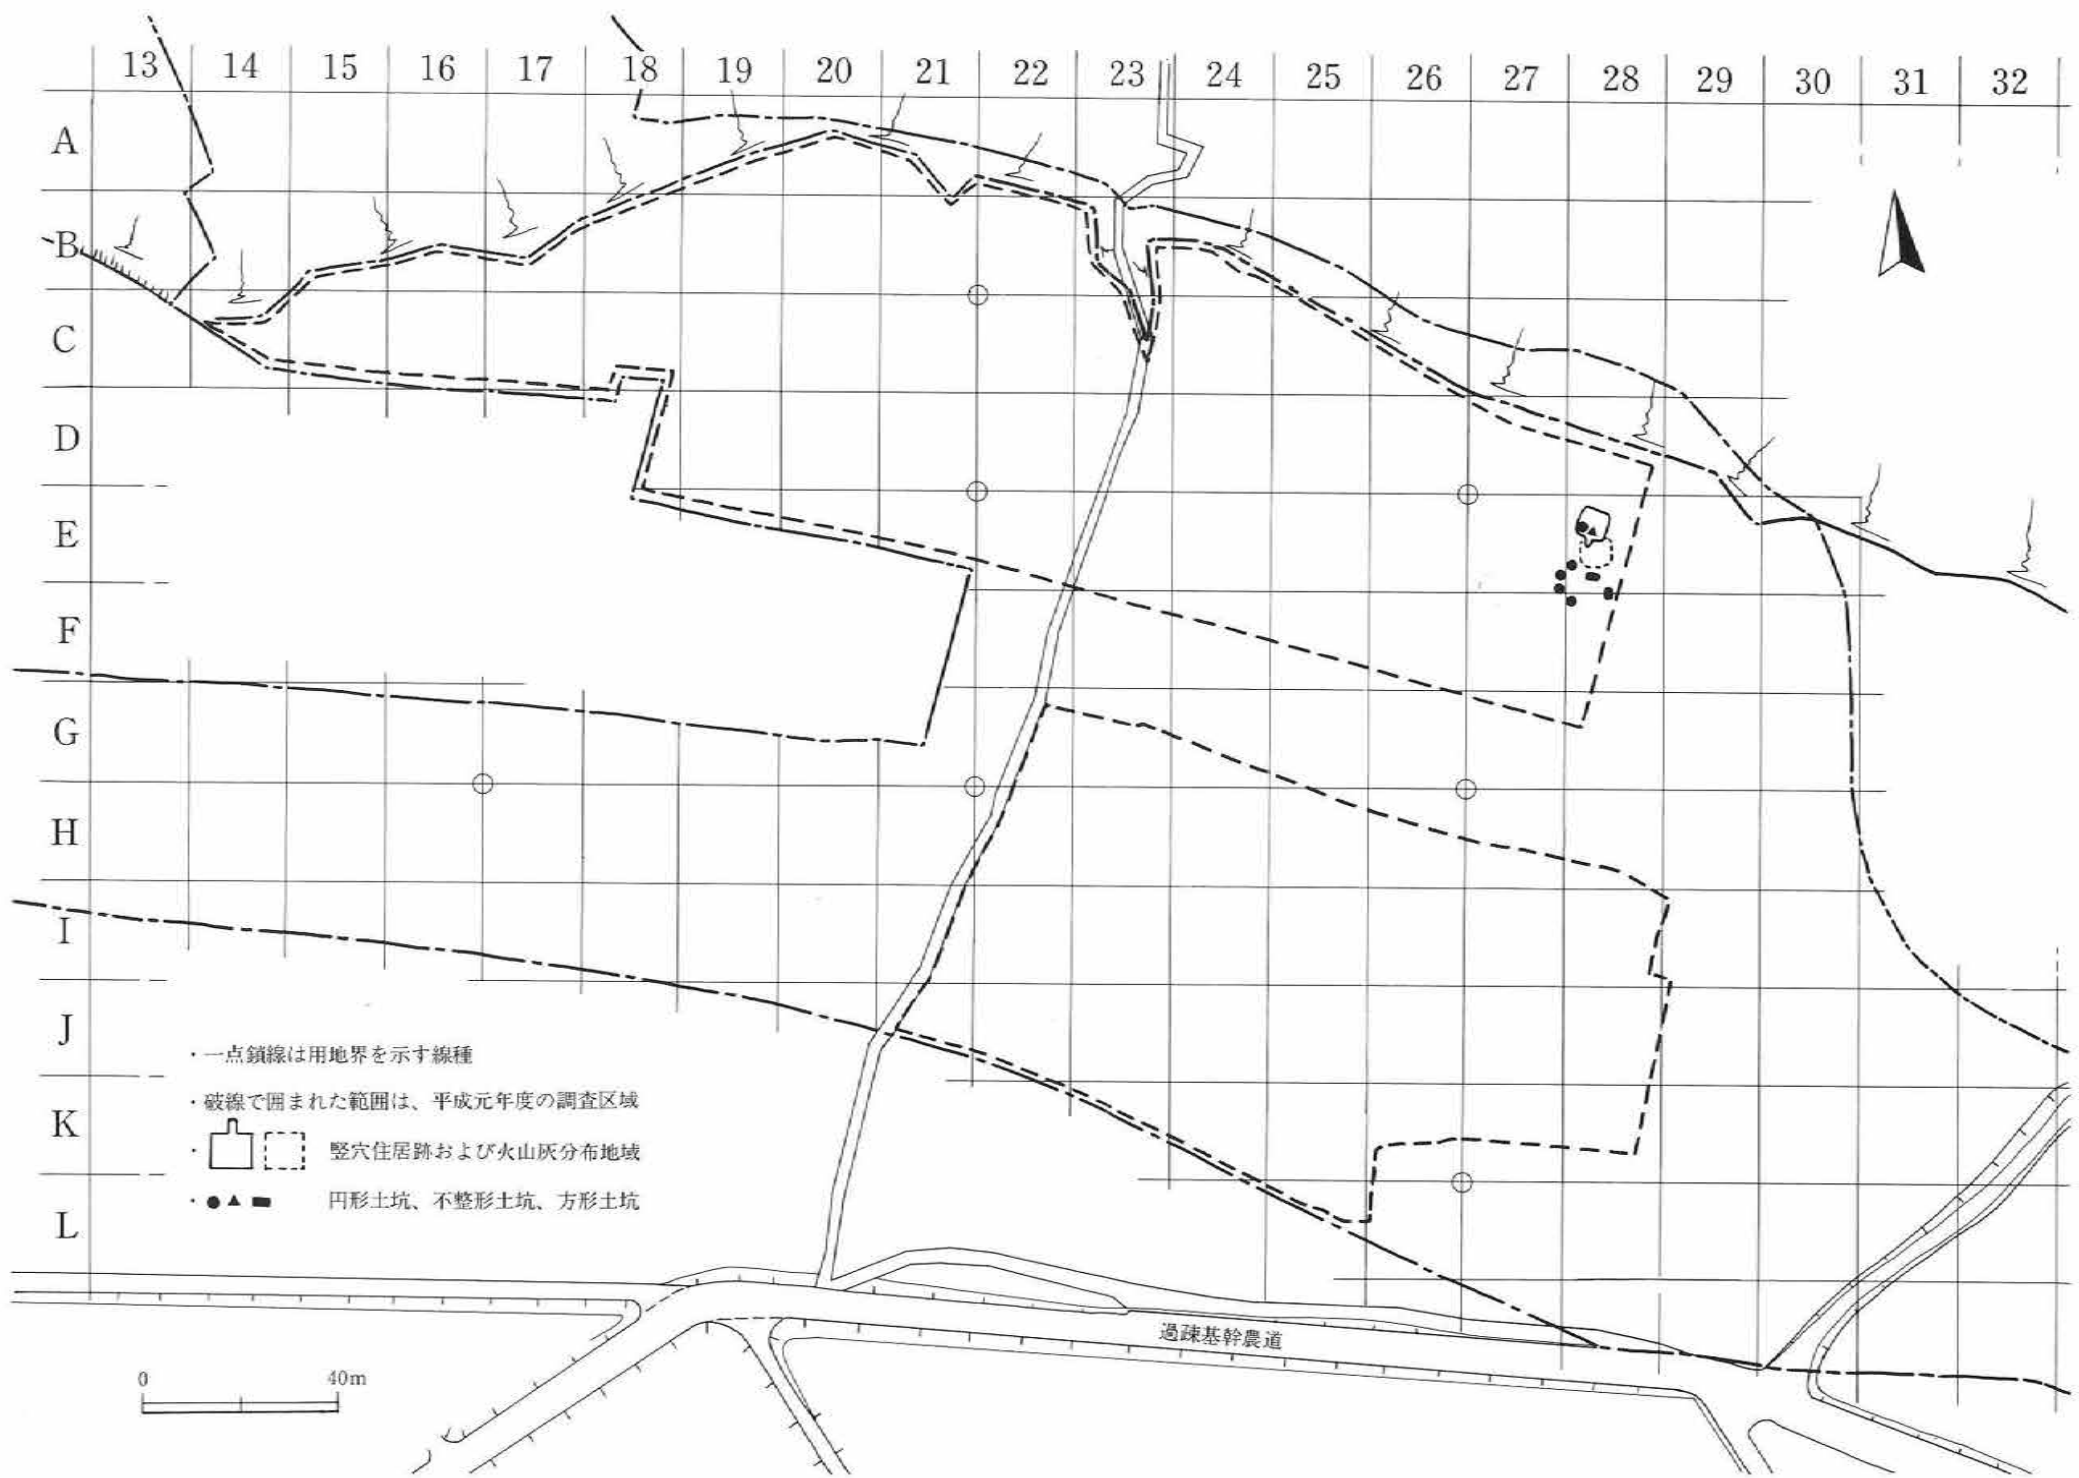 13 14 15 16 17 18 19 20 21 22 23 24 25 26 27 28 29 30 31 32
A
B
C
D
E
F
G
H
I
J
K
L
・一点鎖線は用地界を示す線種
・破線で囲まれた範囲は、平成元年度の調査区域
・ 竪穴住居跡および火山灰分布地域
・●▲■ 円形土坑、不整形土坑、方形土坑
過疎基幹農道
0 40m